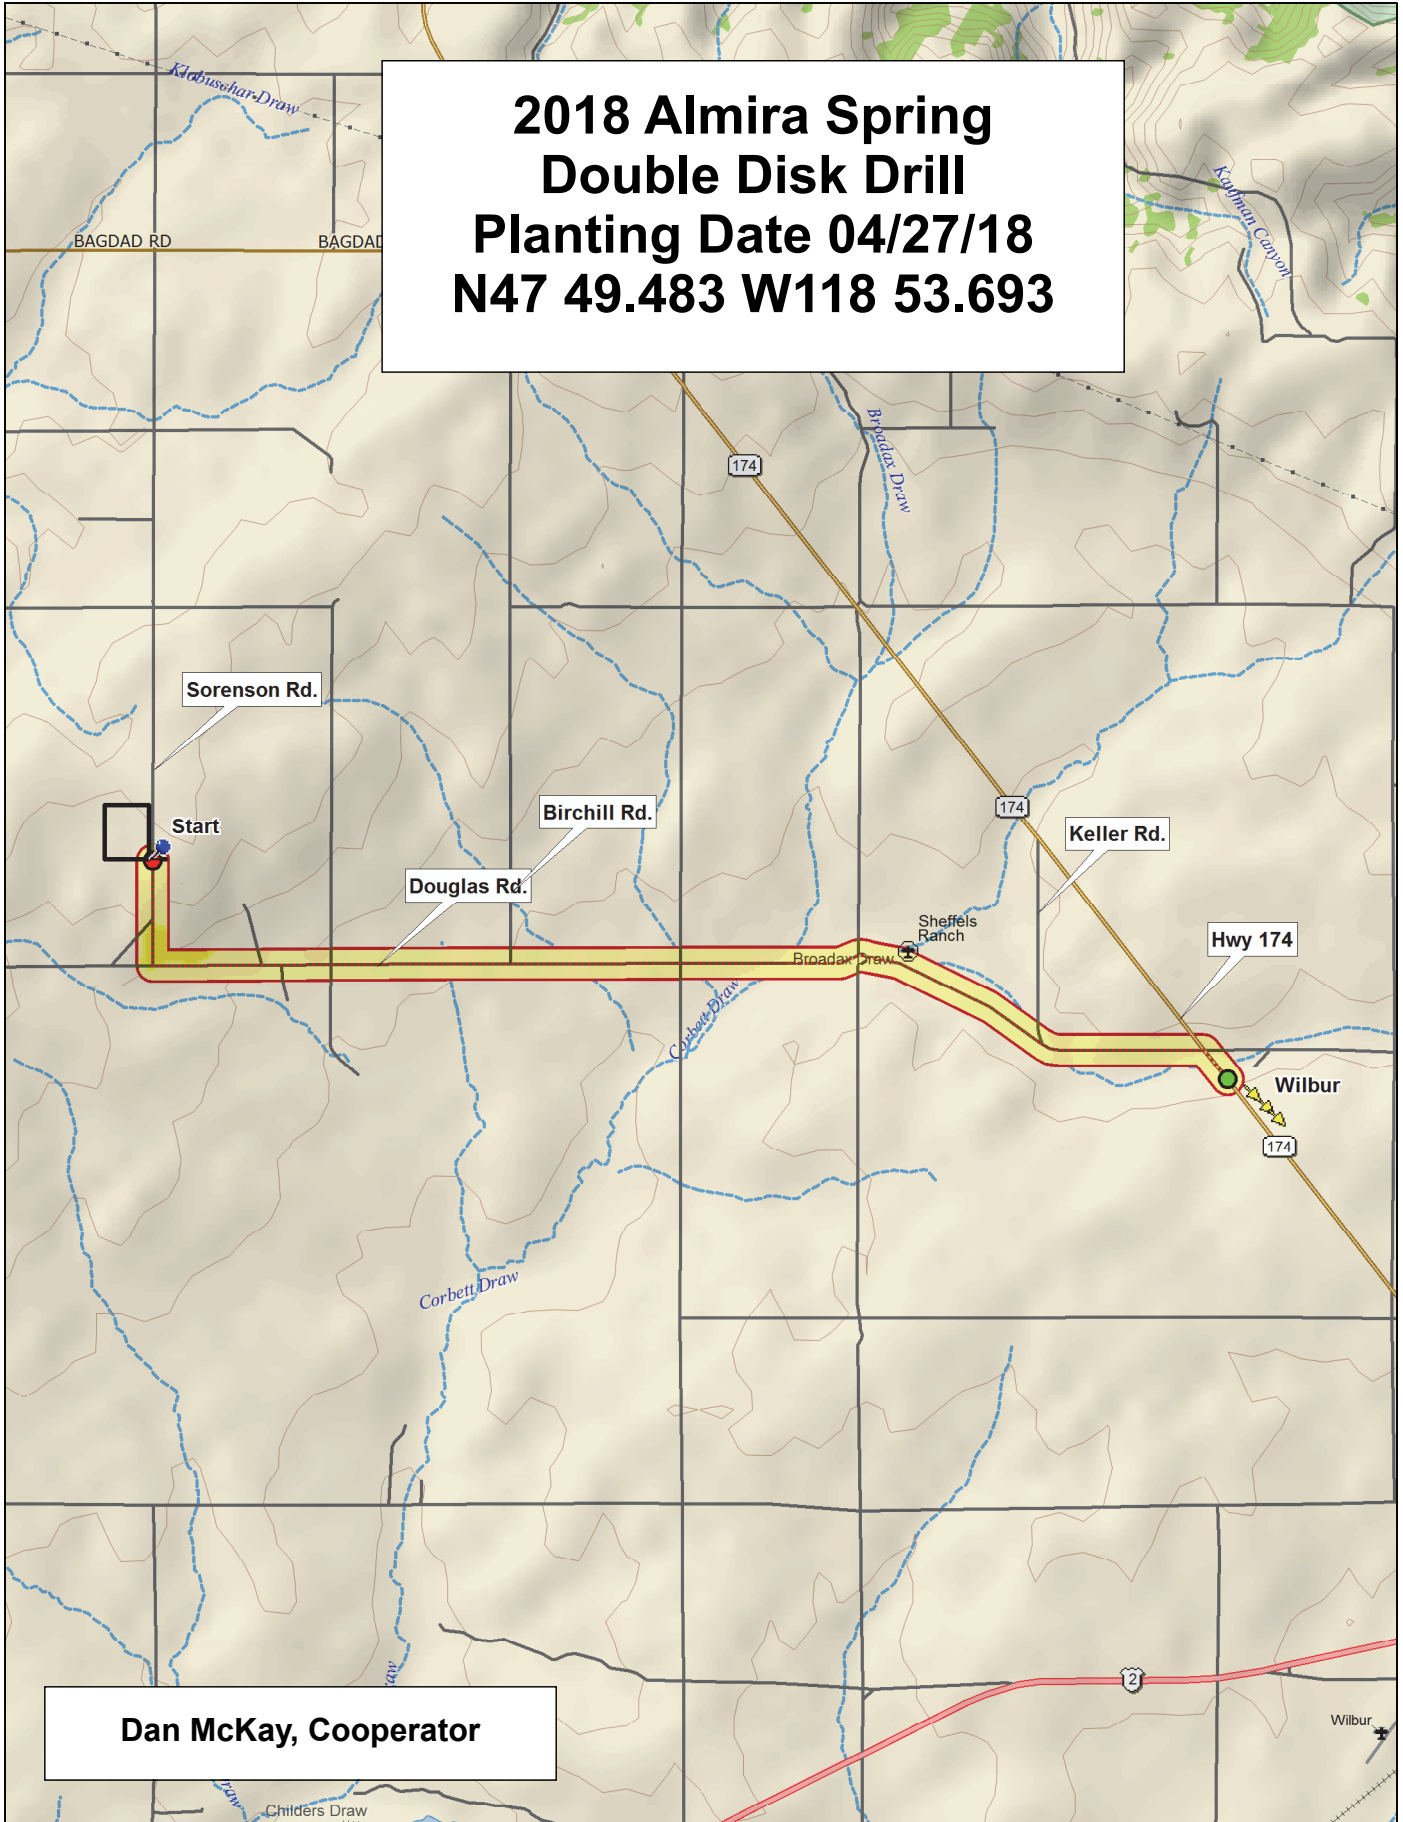 Klobuschar Draw
2018 Almira Spring
Double Disk Drill
Planting Date 04/27/18
N47 49.483 W118 53.693
Kaufman Canyon
BAGDAD RD
BAGDAD
Broadax Draw
174
Sorenson Rd.
Start
Birchill Rd.
174
Keller Rd.
Douglas Rd.
Sheffels
Ranch
Hwy 174
Broadax Draw
Corbett Draw
Wilbur
174
Corbett Draw
2
raw
Dan McKay, Cooperator
Wilbur
raw
Childers Draw